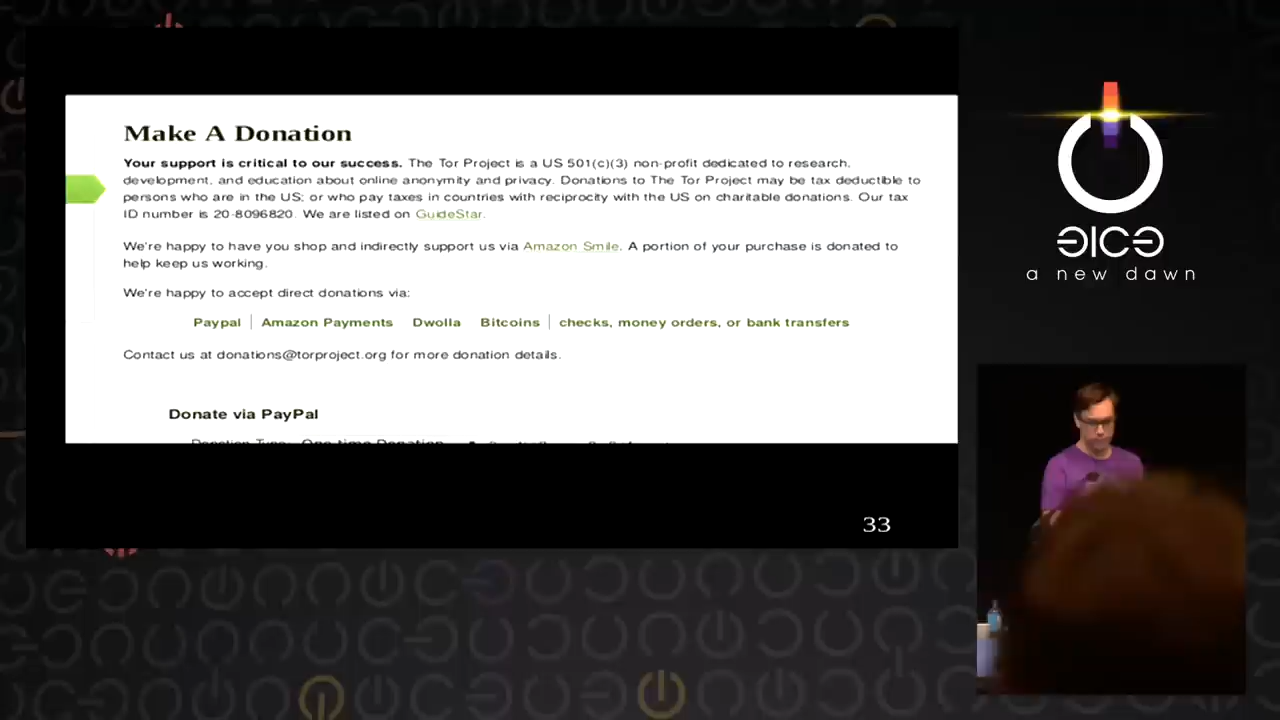 Make A Donation
Your support is critical to our success. The Tor Project is a US 501(c)(3) non-profit dedicated to research,
development, and education about online anonymity and privacy. Donations to The Tor Project may be tax deductible to
persons who are in the US; or who pay taxes in countries with reciprocity with the US on charitable donations. Our tax
ID number is 20-8096820. We are listed on GuideStar.
We're happy to have you shop and indirectly support us via Amazon Smile. A portion of your purchase is donated to
help keep us working.
We're happy to accept direct donations via:
Paypal | Amazon Payments Dwolla Bitcoins | checks, money orders, or bank transfers
Contact us at donations@torproject.org for more donation details.
Donate via PayPal
Donation Type: One-time Donation
33
a new dawn